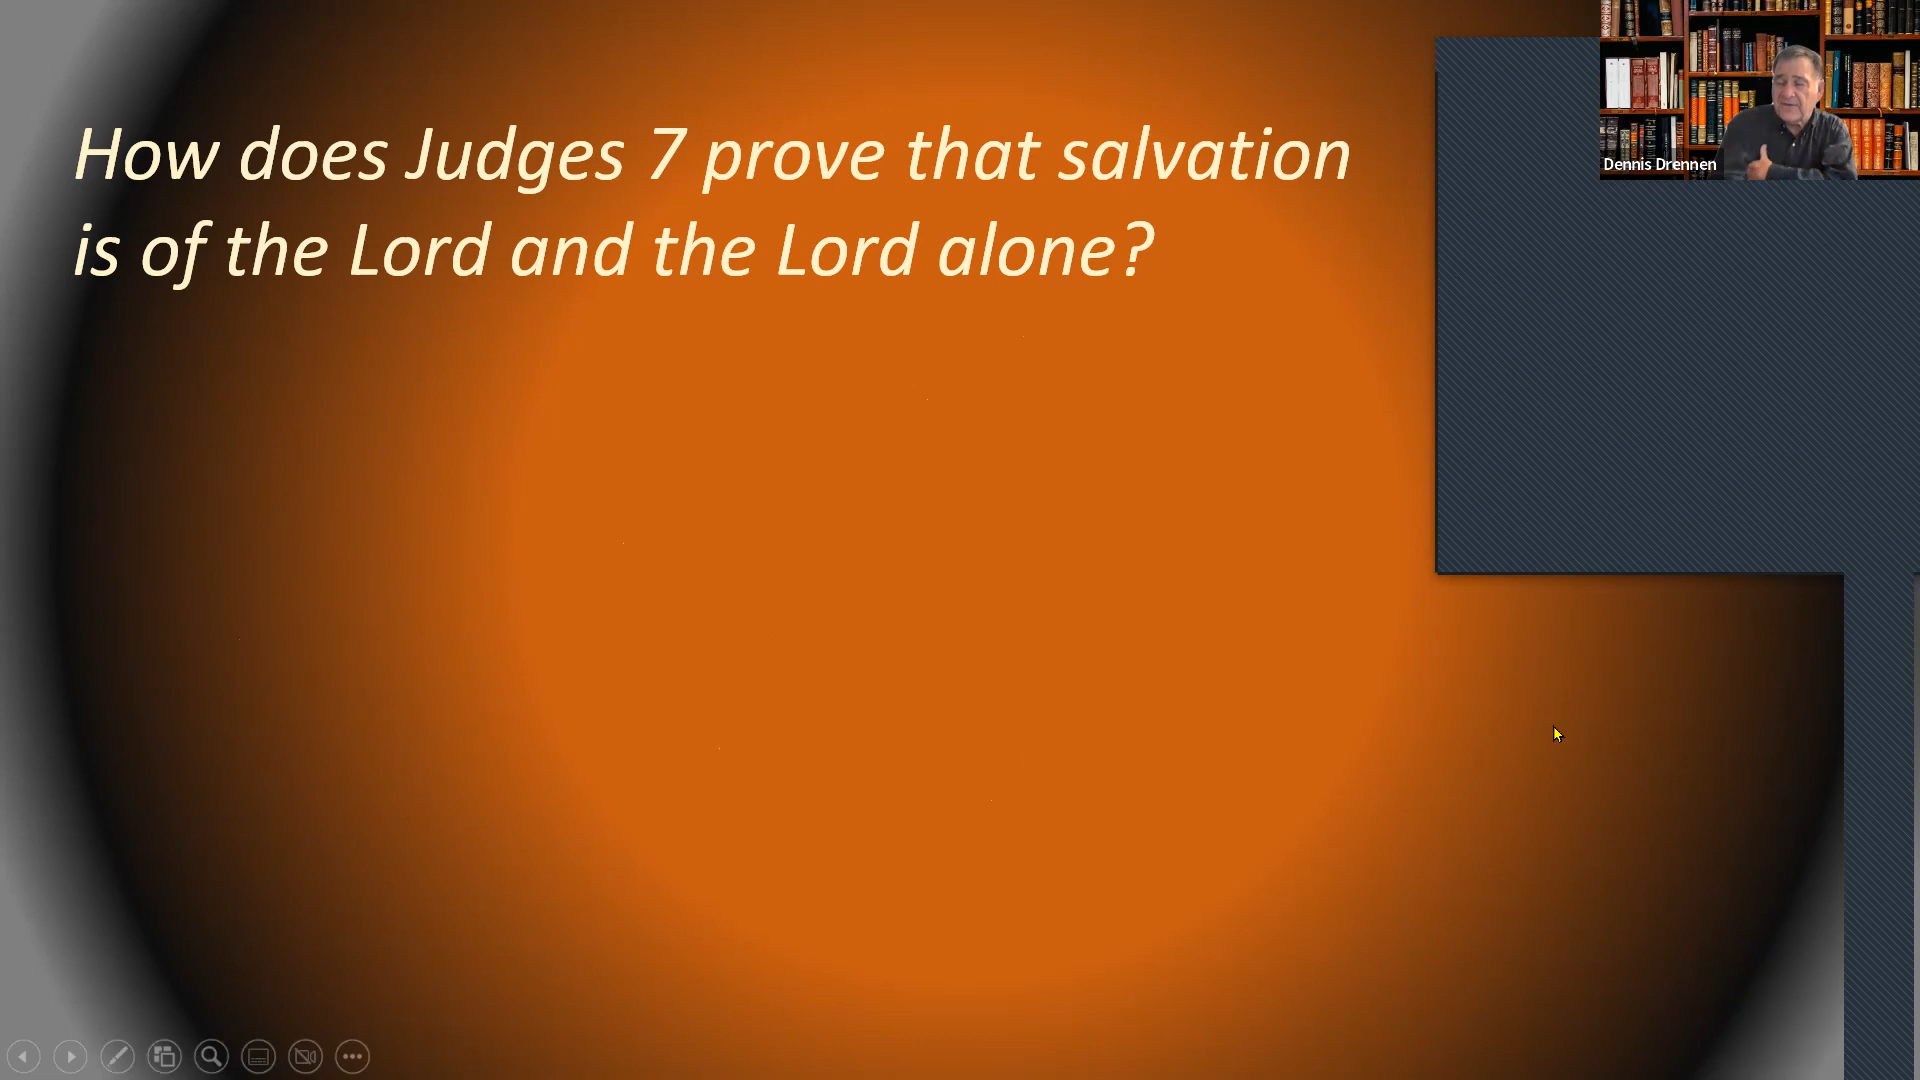 How does Judges 7 prove that salvation
is of the Lord and the Lord alone?
Dennis Drennen